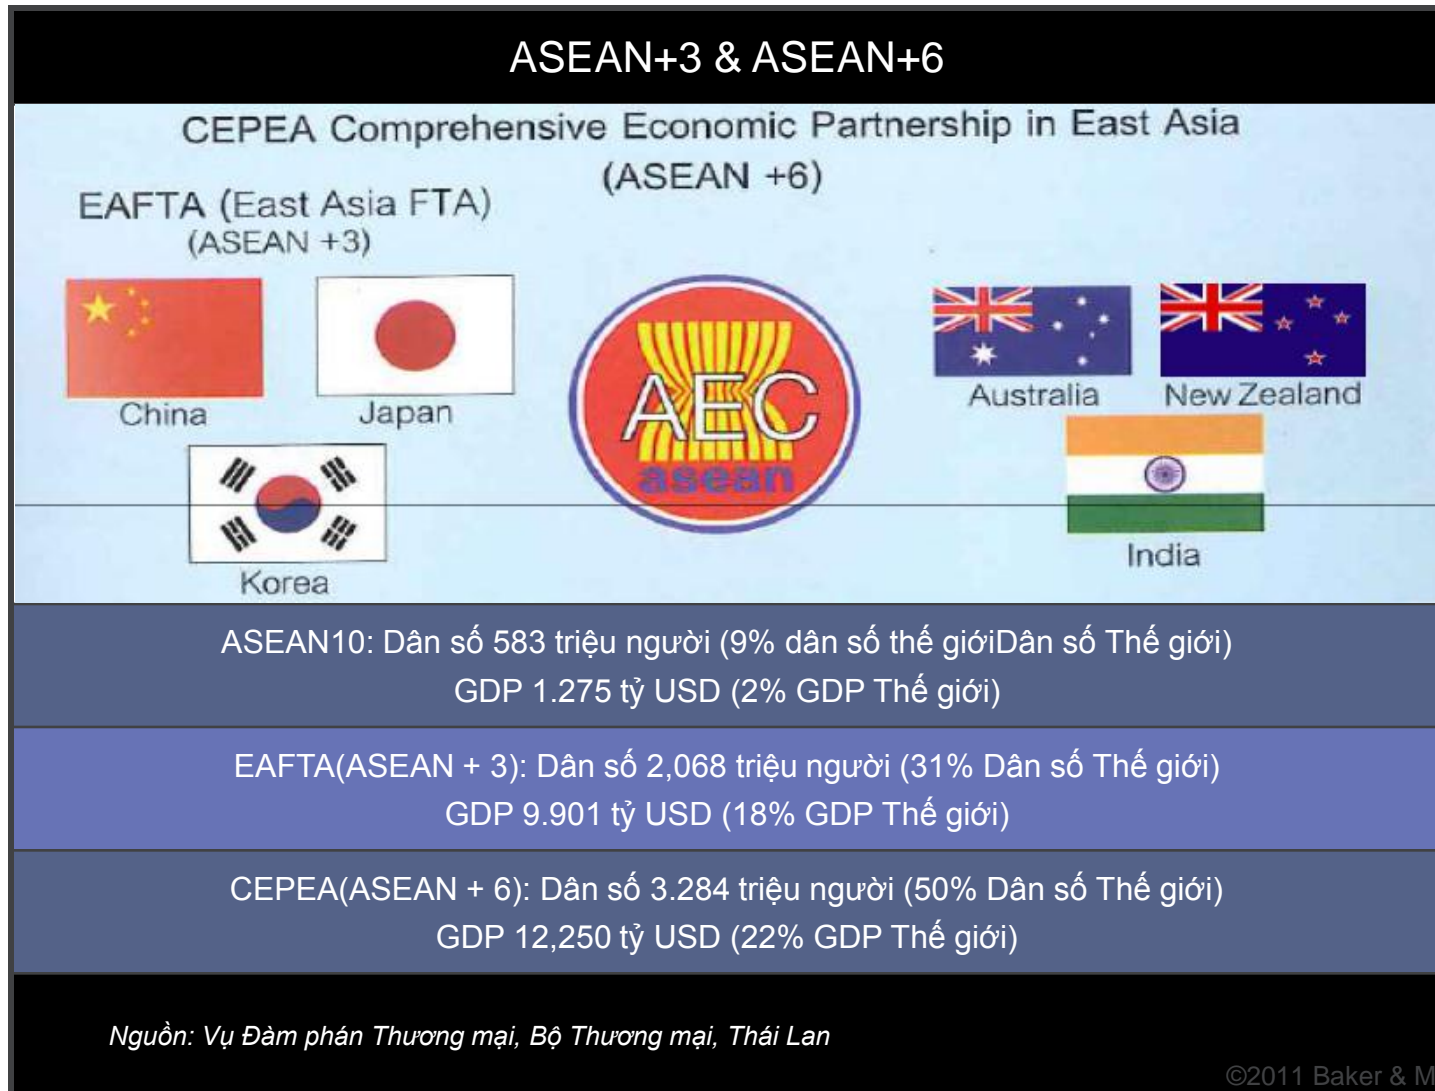 ASEAN+3 & ASEAN+6
CEPEA Comprehensive Economic Partnership in East Asia
(ASEAN +6)
EAFTA (East Asia FTA)
(ASEAN +3)
China
Japan
Korea
AEC
asean
Australia
New Zealand
India
ASEAN10: Dân số 583 triệu người (9% dân số thế giớiDân số Thế giới)
GDP 1.275 tỷ USD (2% GDP Thế giới)
EAFTA(ASEAN + 3): Dân số 2,068 triệu người (31% Dân số Thế giới)
GDP 9.901 tỷ USD (18% GDP Thế giới)
CEPEA(ASEAN + 6): Dân số 3.284 triệu người (50% Dân số Thế giới)
GDP 12,250 tỷ USD (22% GDP Thế giới)
Nguồn: Vụ Đàm phán Thương mại, Bộ Thương mại, Thái Lan
©2011 Baker & M